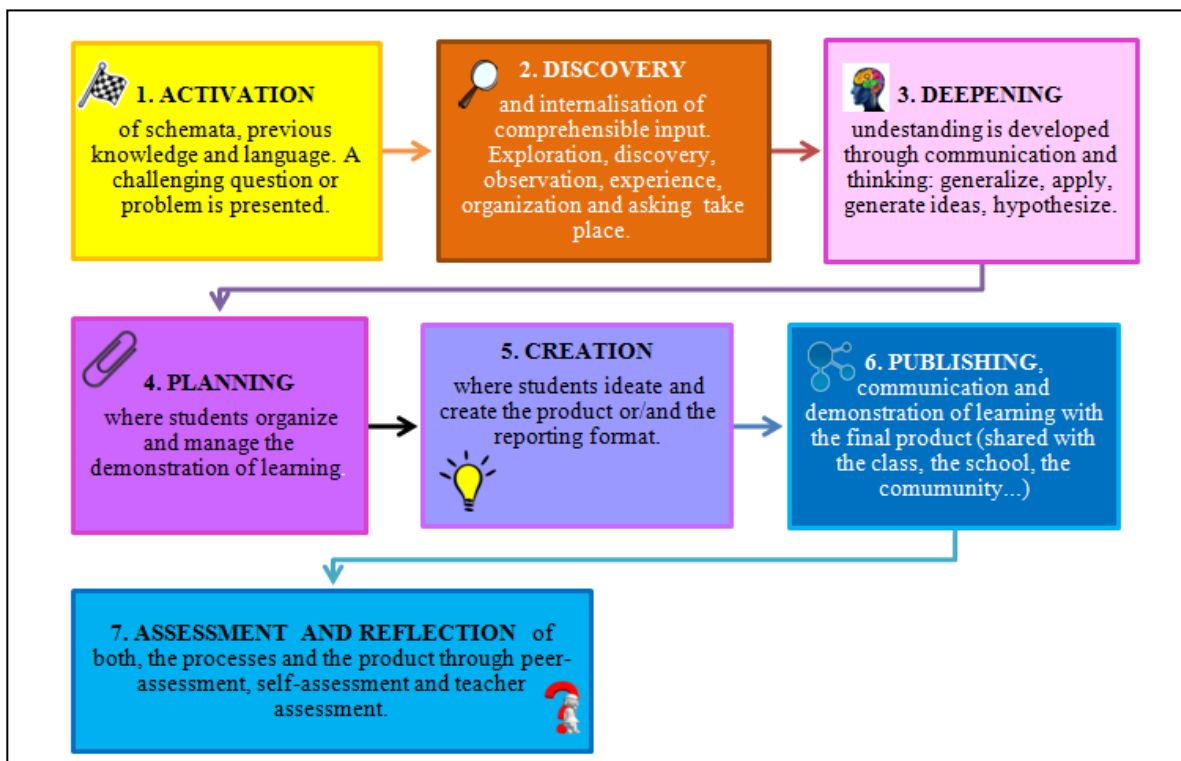 1. ACTIVATION
of schemata, previous
knowledge and language. A
challenging question or
problem is presented.
2. DISCOVERY
and internalisation of
comprehensible input.
Exploration, discovery,
observation, experience,
organization and asking take
place.
3. DEEPENING
undestanding is developed
through communication and
thinking: generalize, apply,
generate ideas, hypothesize.
4. PLANNING
where students organize
and manage the
demonstration of learning.
5. CREATION
where students ideate and
create the product or/and the
reporting format.
6. PUBLISHING,
communication and
demonstration of learning with
the final product (shared with
the class, the school, the
comumunity...)
7. ASSESSMENT AND REFLECTION of
both, the processes and the product through peer-
assessment, self-assessment and teacher
assessment.